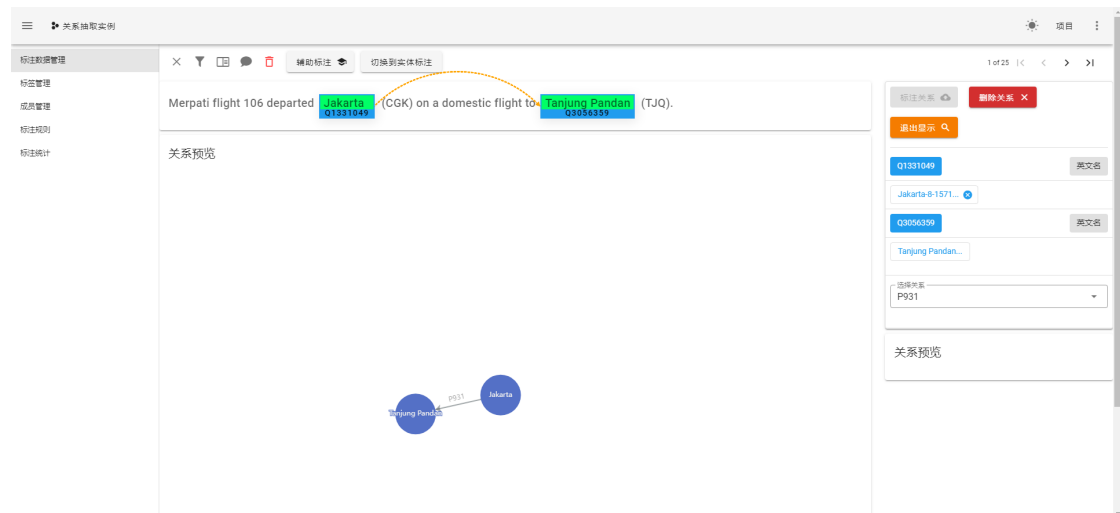 关系抽取实例
项目
标注数据管理
标签管理
成员管理
标注规则
标注统计
辅助标注
切换到实体标注
1 of 25
Merpati flight 106 departed Jakarta (CGK) on a domestic flight to Tanjung Pandan (TJQ).
Q1331049
Q3056359
关系预览
P931
Jakarta
Tanjung Pandan
标注关系
删除关系
退出显示
Q1331049
英文名
Jakarta-8-1571...
Q3056359
英文名
Tanjung Pandan...
选择关系
P931
关系预览